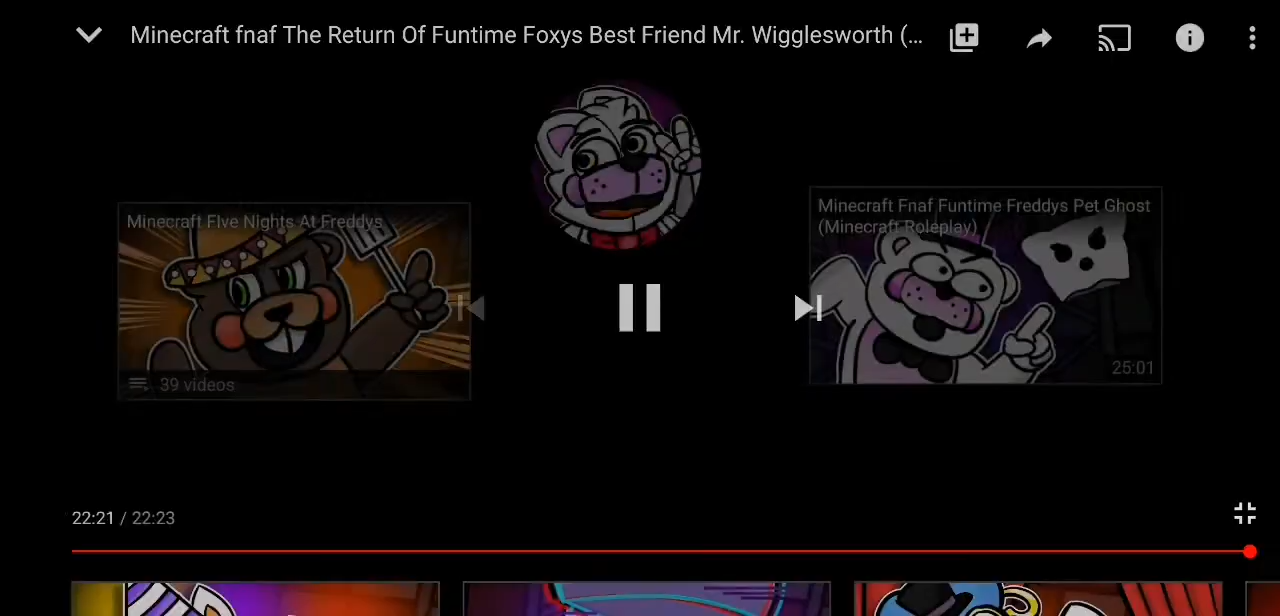 Minecraft fnaf The Return Of Funtime Foxys Best Friend Mr. Wigglesworth (...
Minecraft FIve Nights At Freddys
39 videos
Minecraft Fnaf Funtime Freddys Pet Ghost
(Minecraft Roleplay)
25:01
22:21 / 22:23